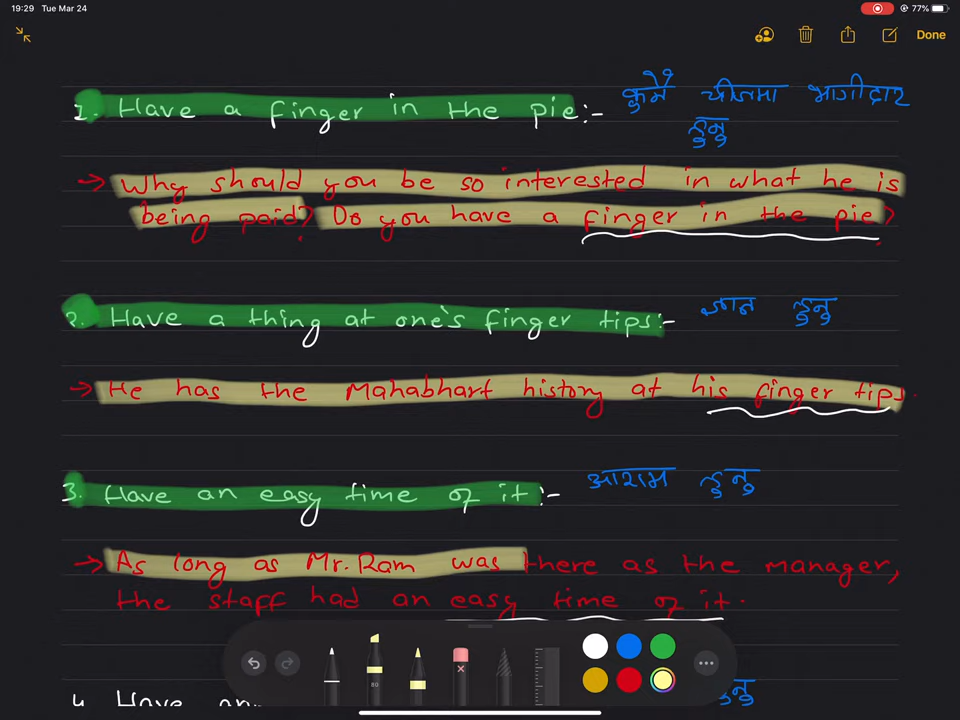 19:29 Tue Mar 24 77%
Done
1. Have a finger in the pie:- कुनै चीजमा भागीदार
हुनु
→ Why should you be so interested in what he is
being paid? Do you have a finger in the pie?
2. Have a thing at one's finger tips:- ज्ञान हुनु
→ He has the Mahabhart history at his finger tips.
3. Have an easy time of it:- आराम हुनु
→ As long as Mr. Ram was there as the manager,
the staff had an easy time of it.
80
4. Have हुनु